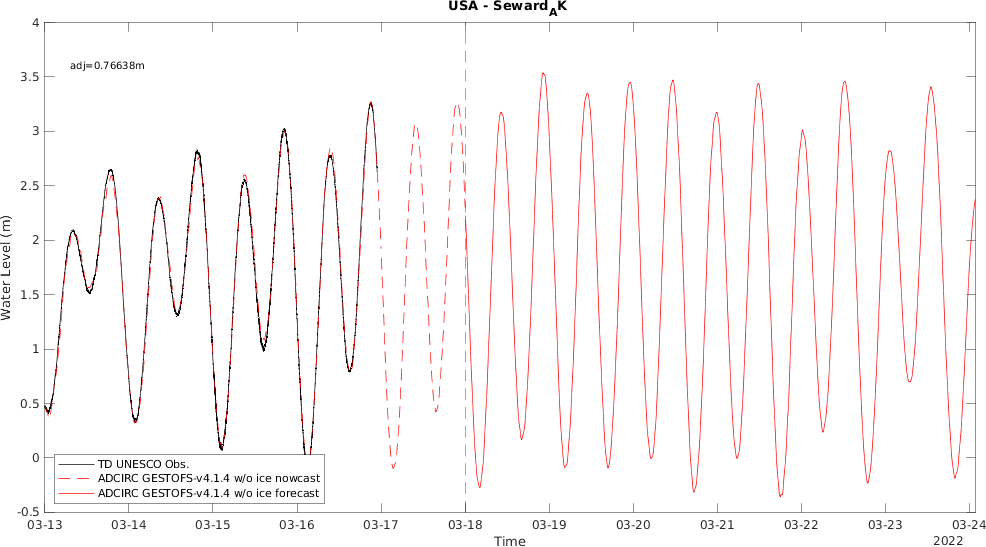 USA - Seward_AK
4
3.5
3
2.5
2
1.5
1
0.5
0
-0.5
Water Level (m)
adj=0.76638m
TD UNESCO Obs.
ADCIRC GESTOFS-v4.1.4 w/o ice nowcast
ADCIRC GESTOFS-v4.1.4 w/o ice forecast
03-13 03-14 03-15 03-16 03-17 03-18 03-19 03-20 03-21 03-22 03-23 03-24
Time
2022